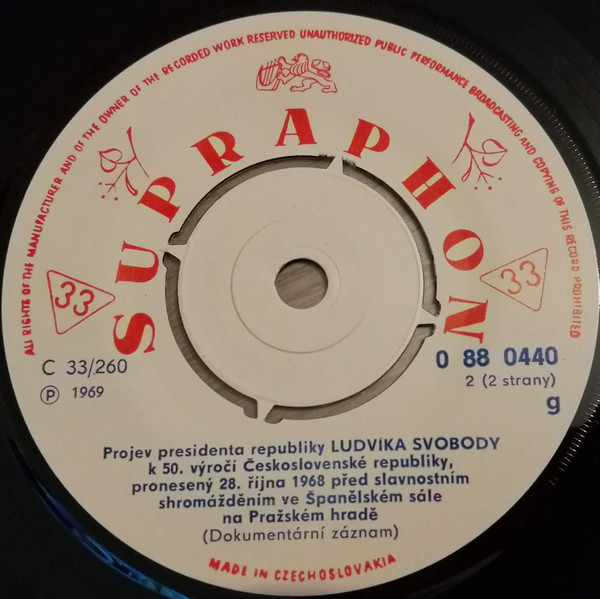 ALL RIGHTS OF THE MANUFACTURER AND OF THE OWNER OF THE RECORDED WORK RESERVED UNAUTHORIZED PUBLIC PERFORMANCE BROADCASTING AND COPYING OF THIS RECORD PROHIBITED
SUPRAPHON
33
33
C 33/260
Ⓟ 1969
0 88 0440
2 (2 strany)
g
Projev presidenta republiky LUDVÍKA SVOBODY
k 50. výročí Československé republiky,
pronesený 28. října 1968 před slavnostním
shromážděním ve Španělském sále
na Pražském hradě
(Dokumentární záznam)
MADE IN CZECHOSLOVAKIA